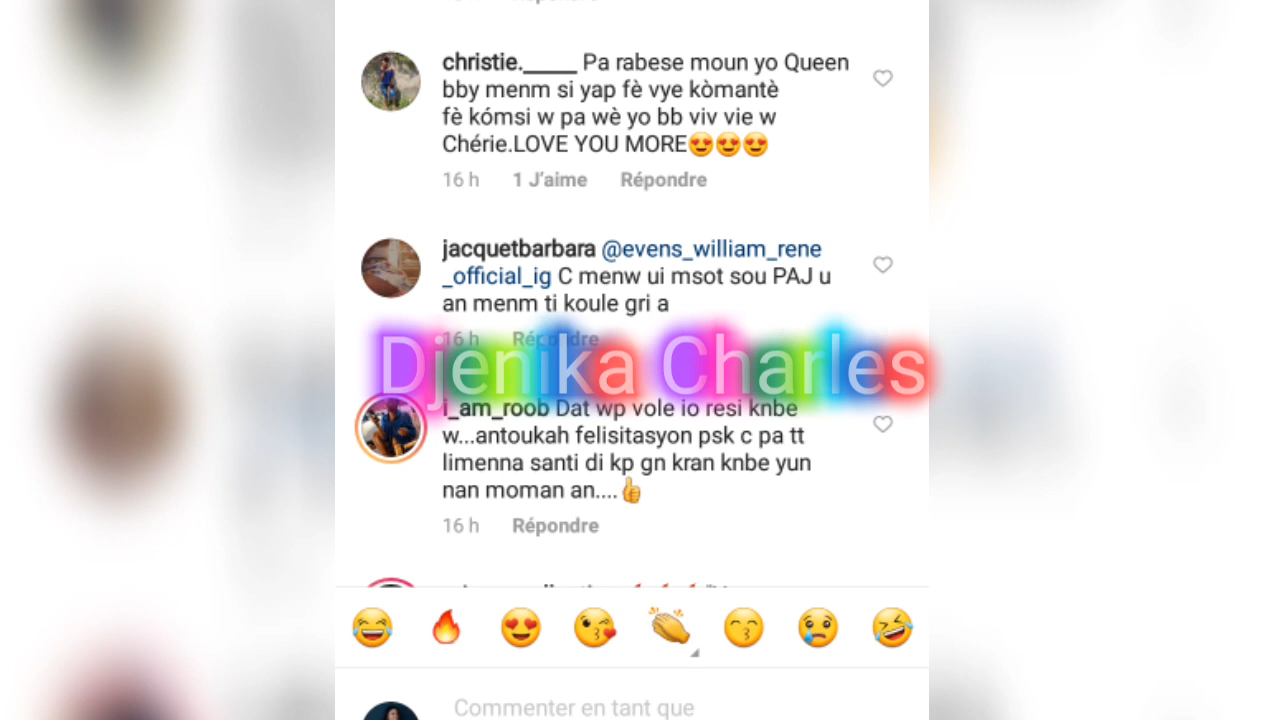 Répondre
christie._____ Pa rabese moun yo Queen
bby menm si yap fè vye kòmantè
fè kómsi w pa wè yo bb viv vie w
Chérie.LOVE YOU MORE😍😍😍
16 h 1 J'aime Répondre
jacquetbarbara @evens_william_rene
_official_ig C menw ui msot sou PAJ u
an menm ti koule gri a
16 h Répondre
Djenika Charles
i_am_roob Dat wp vole io resi knbe
w...antoukah felisitasyon psk c pa tt
limenna santi di kp gn kran knbe yun
nan moman an....👍
16 h Répondre
Commenter en tant que